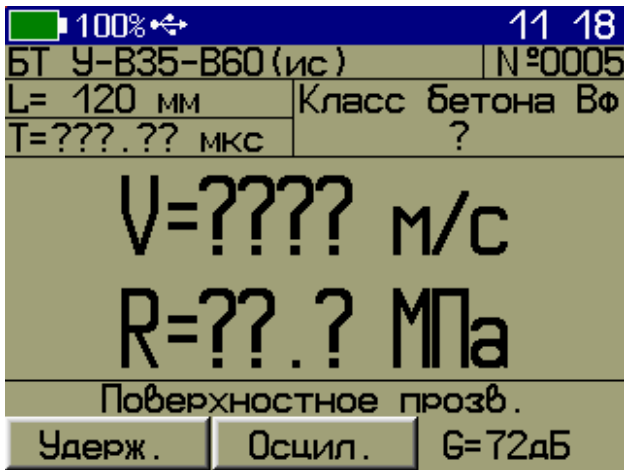 100% 11 18
БТ У-В35-В60(ис) №0005
L= 120 мм Класс бетона Вф
T=???.?? мкс ?
V=???? м/с
R=??.? МПа
Поверхностное прозв.
Удерж. Осцил. G=72дБ